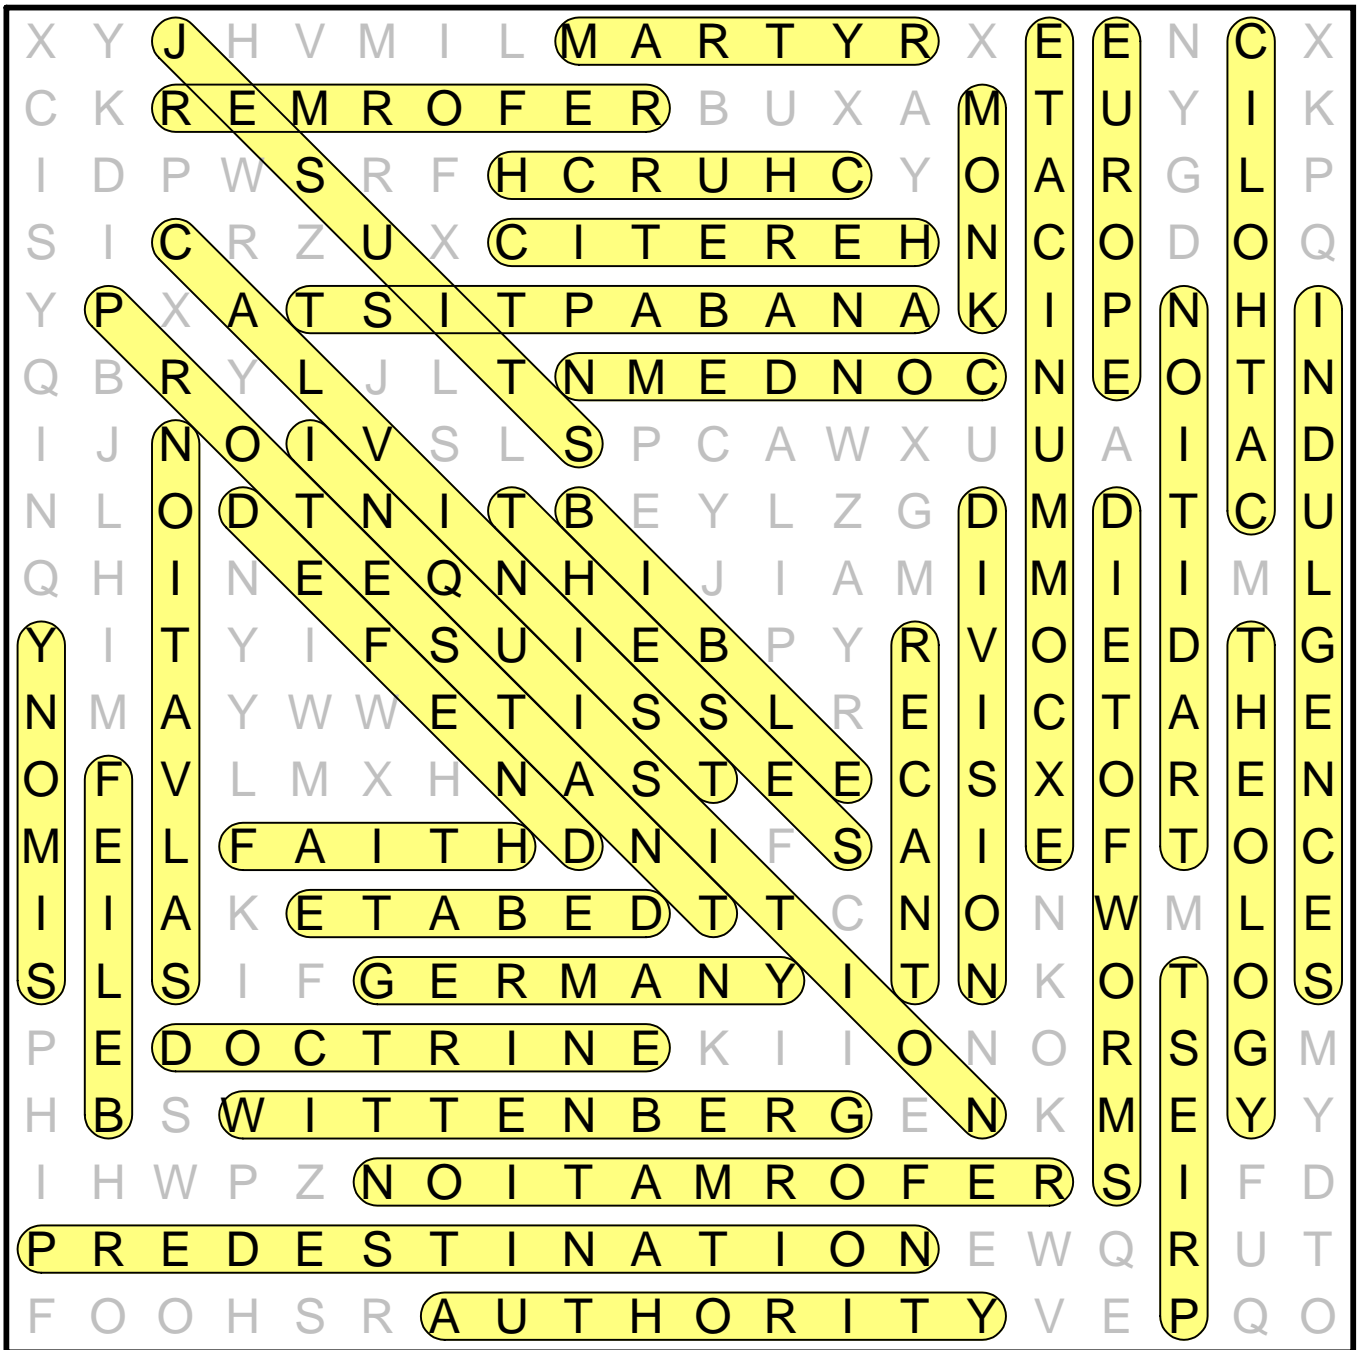 X Y J H V M I L M A R T Y R X E E N C X
C K R E M R O F E R B U X A M T U Y I K
I D P W S R F H C R U H C Y O A R G L P
S I C R Z U X C I T E R E H N C O D O Q
Y P X A T S I T P A B A N A K I P N H I
Q B R Y L J L T N M E D N O C N E O T N
I J N O I V S L S P C A W X U U A I A D
N L O D T N I T B E Y L Z G D M D T C U
Q H I N E E Q N H I J I A M I M I I M L
Y I T Y I F S U I E B P Y R V O E D T G
N M A Y W W E T I S S L R E I C T A H E
O F V L M X H N A S T E E C S X O R E N
M E L F A I T H D N I F S A I E F T O C
I I A K E T A B E D T T C N O N W M L E
S L S I F G E R M A N Y I T N K O T O S
P E D O C T R I N E K I I O N O R S G M
H B S W I T T E N B E R G E N K M E Y Y
I H W P Z N O I T A M R O F E R S I F D
P R E D E S T I N A T I O N E W Q R U T
F O O H S R A U T H O R I T Y V E P Q O